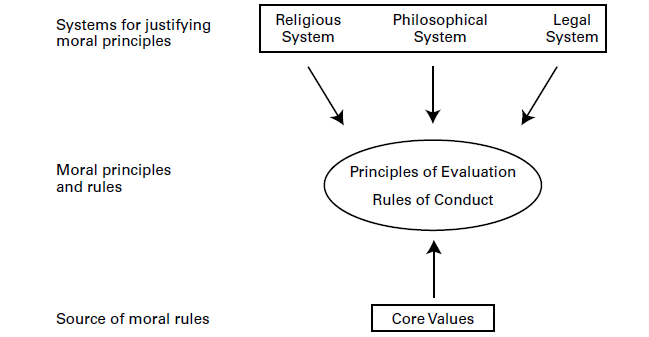 Systems for justifying
moral principles
Religious
System
Philosophical
System
Legal
System
Moral principles
and rules
Principles of Evaluation
Rules of Conduct
Source of moral rules
Core Values